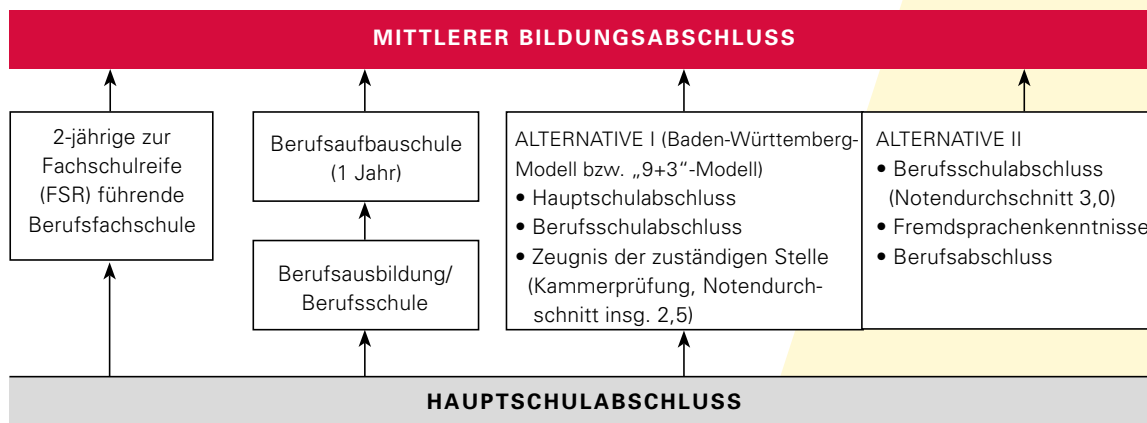 MITTLERER BILDUNGSABSCHLUSS
2-jährige zur
Fachschulreife
(FSR) führende
Berufsfachschule
Berufsaufbauschule
(1 Jahr)
Berufsausbildung/
Berufsschule
ALTERNATIVE I (Baden-Württemberg-
Modell bzw. „9+3“-Modell)
• Hauptschulabschluss
• Berufsschulabschluss
• Zeugnis der zuständigen Stelle
(Kammerprüfung, Notendurch-
schnitt insg. 2,5)
ALTERNATIVE II
• Berufsschulabschluss
(Notendurchschnitt 3,0)
• Fremdsprachenkenntnisse
• Berufsabschluss
HAUPTSCHULABSCHLUSS